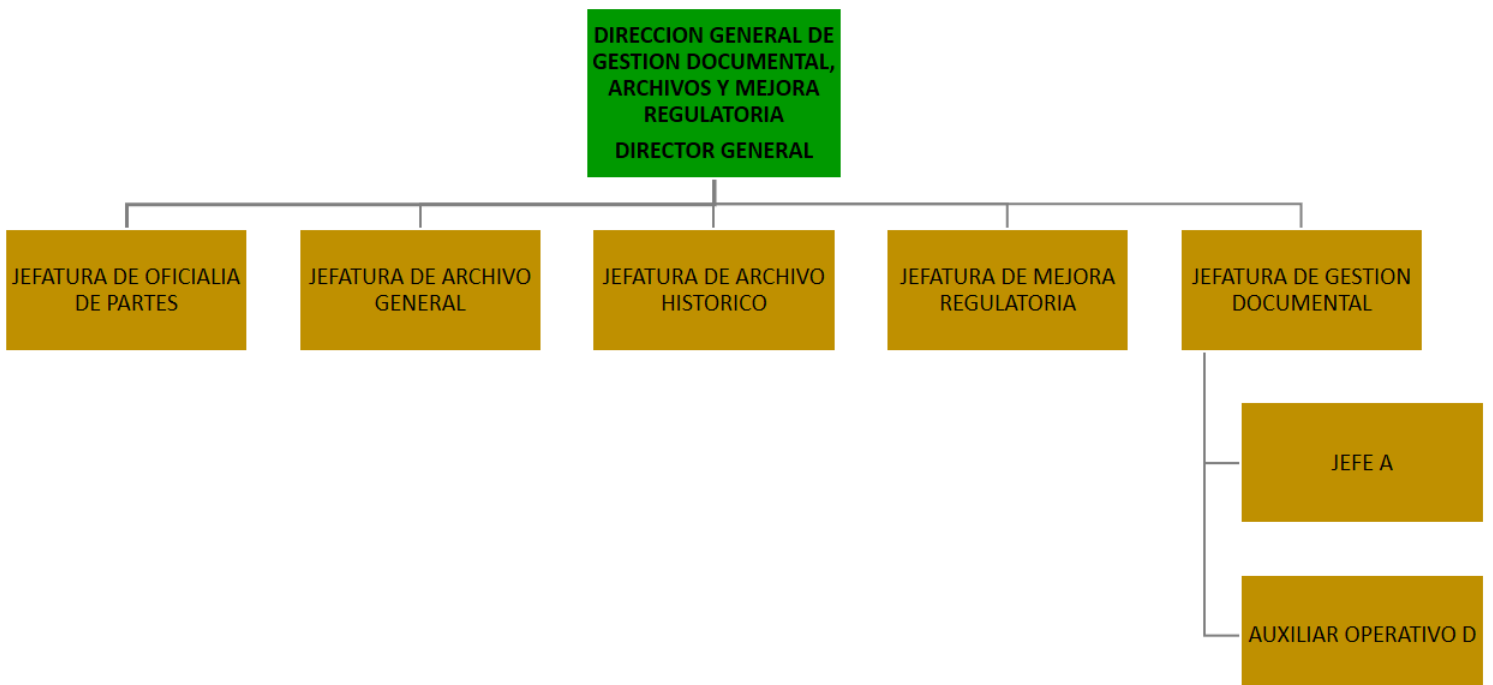 DIRECCION GENERAL DE
GESTION DOCUMENTAL,
ARCHIVOS Y MEJORA
REGULATORIA
DIRECTOR GENERAL
JEFATURA DE OFICIALIA
DE PARTES
JEFATURA DE ARCHIVO
GENERAL
JEFATURA DE ARCHIVO
HISTORICO
JEFATURA DE MEJORA
REGULATORIA
JEFATURA DE GESTION
DOCUMENTAL
JEFE A
AUXILIAR OPERATIVO D